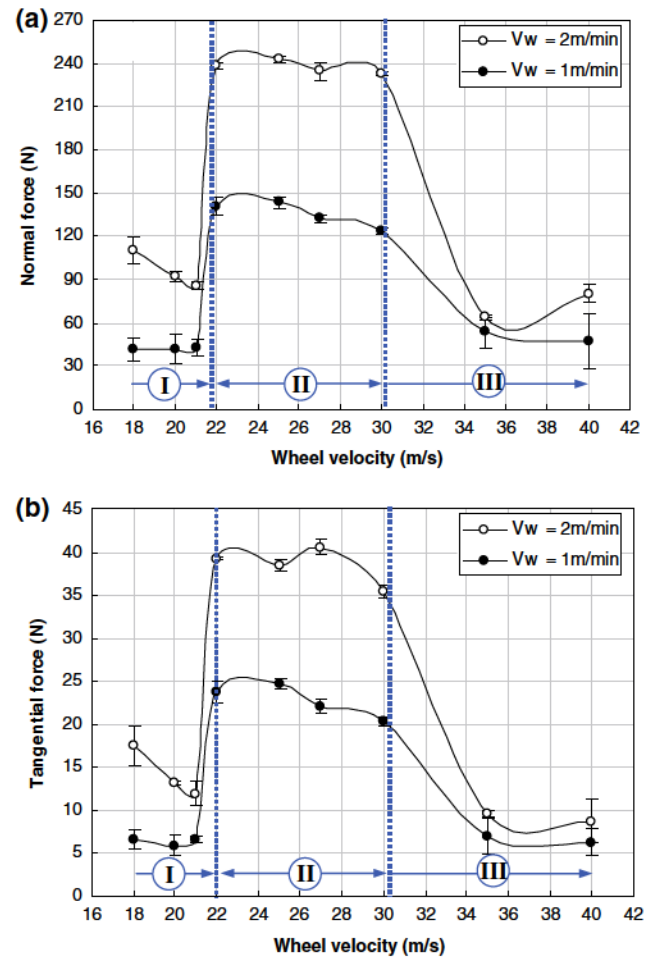 (a)
270
240
210
180
150
120
90
60
30
0
Normal force (N)
Vw = 2m/min
Vw = 1m/min
I
II
III
16 18 20 22 24 26 28 30 32 34 36 38 40 42
Wheel velocity (m/s)
(b)
45
40
35
30
25
20
15
10
5
0
Tangential force (N)
Vw = 2m/min
Vw = 1m/min
I
II
III
16 18 20 22 24 26 28 30 32 34 36 38 40 42
Wheel velocity (m/s)